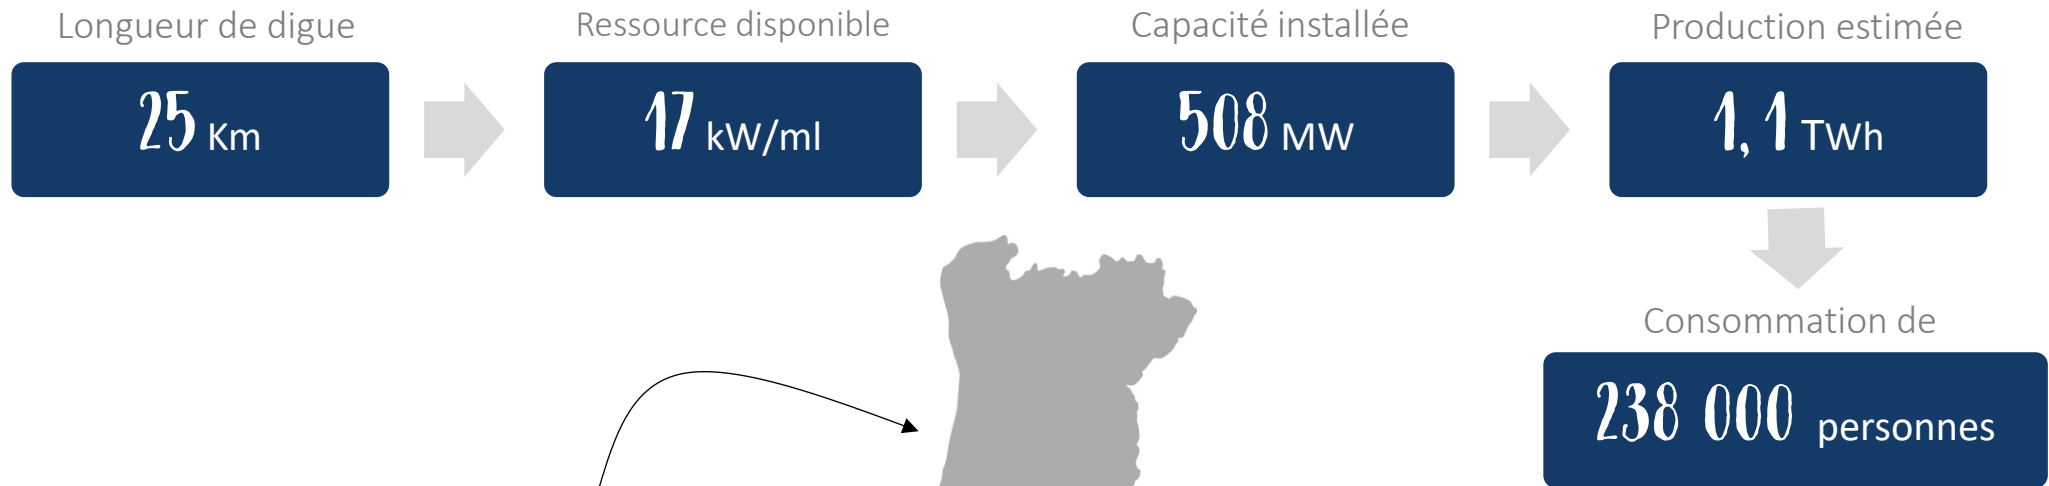 Longueur de digue
25 Km
Ressource disponible
17 kW/ml
Capacité installée
508 MW
Production estimée
1,1 TWh
Consommation de
238 000 personnes